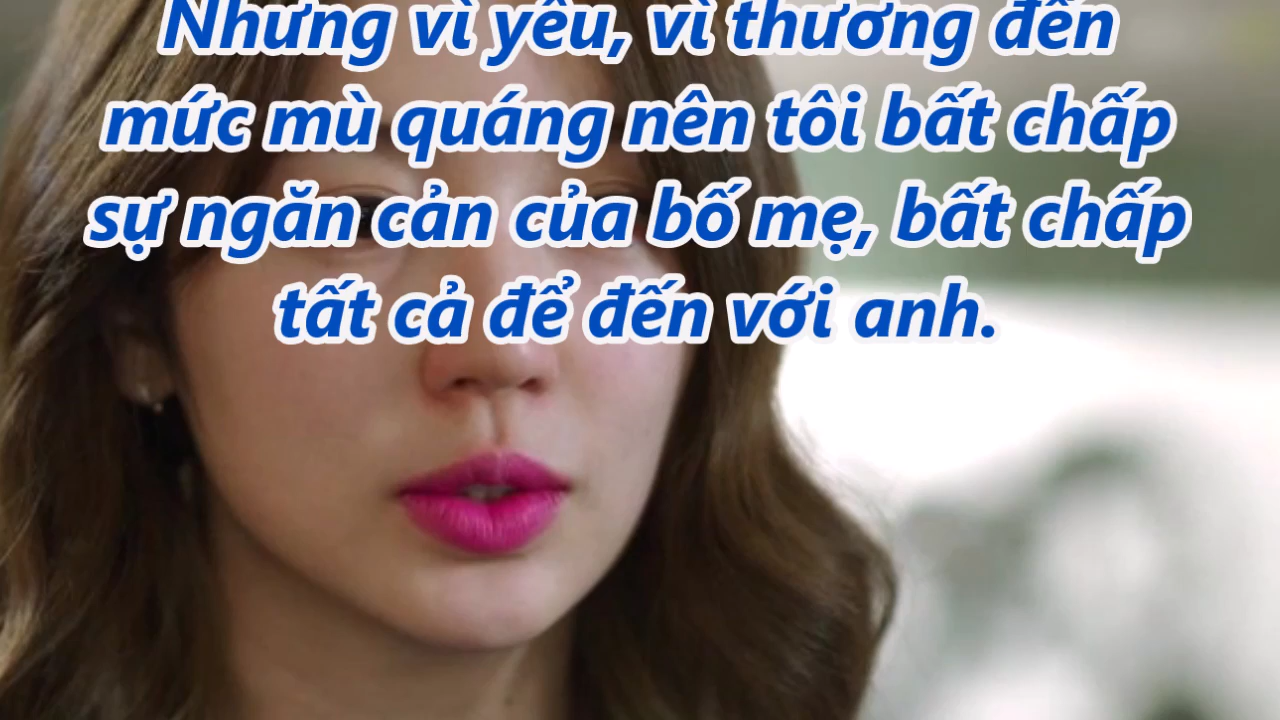 Nhưng vì yêu, vì thương đến
mức mù quáng nên tôi bất chấp
sự ngăn cản của bố mẹ, bất chấp
tất cả để đến với anh.